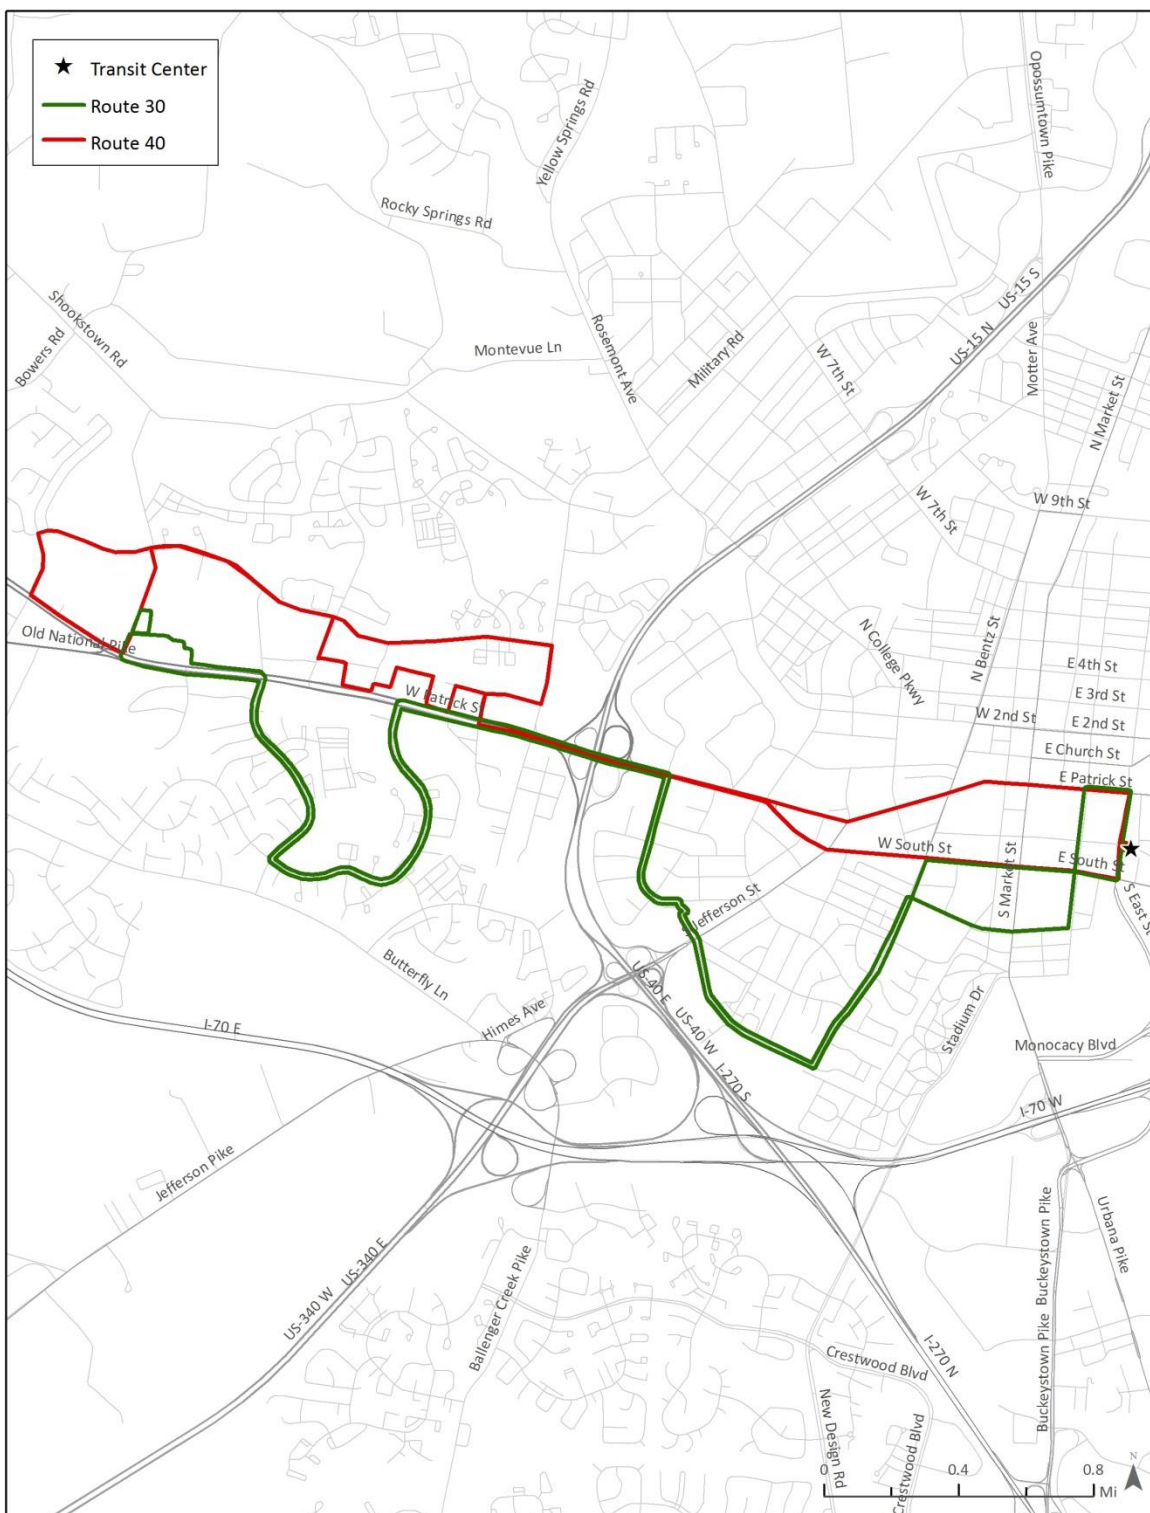 Transit Center
Route 30
Route 40
Opossumtown Pike
Yellow Springs Rd
Rocky Springs Rd
US-15 S
Shookstown Rd
Bowers Rd
Montevue Ln
Rosemont Ave
Military Rd
W 7th St
US-15 N
Motter Ave
N Market St
W 9th St
W 7th St
Old National Pike
N College Pkwy
N Bentz St
E 4th St
E 3rd St
W Patrick St
W 2nd St
E 2nd St
E Church St
E Patrick St
W South St
E South St
S Market St
S East St
S Jefferson St
Butterfly Ln
Himes Ave
US-40 E
US-40 W
Stadium Dr
I-70 E
I-270 S
Monocacy Blvd
I-70 W
Jefferson Pike
Buckeystown Pike
Urbana Pike
US-340 E
US-340 W
Ballenger Creek Pike
Crestwood Blvd
I-270 N
Buckeystown Pike
New Design Rd
Crestwood Blvd
N
0 0.4 0.8
Mi